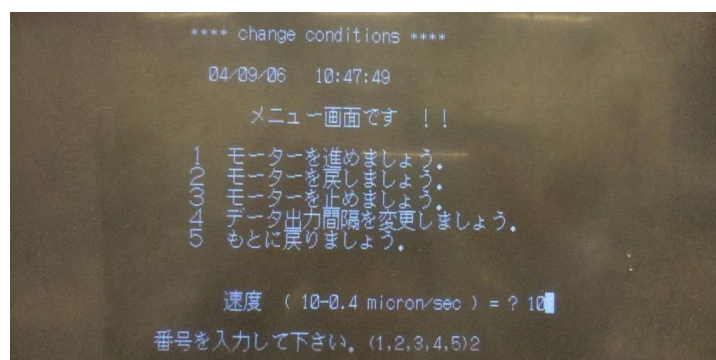 **** change conditions ****
04/09/06 10:47:49
メニュー画面です !!
1 モーターを進めましょう。
2 モーターを戻しましょう。
3 モーターを止めましょう。
4 データ出力間隔を変更しましょう。
5 もとに戻りましょう。
速度 ( 10-0.4 micron/sec ) = ? 10
番号を入力して下さい。(1,2,3,4,5)2